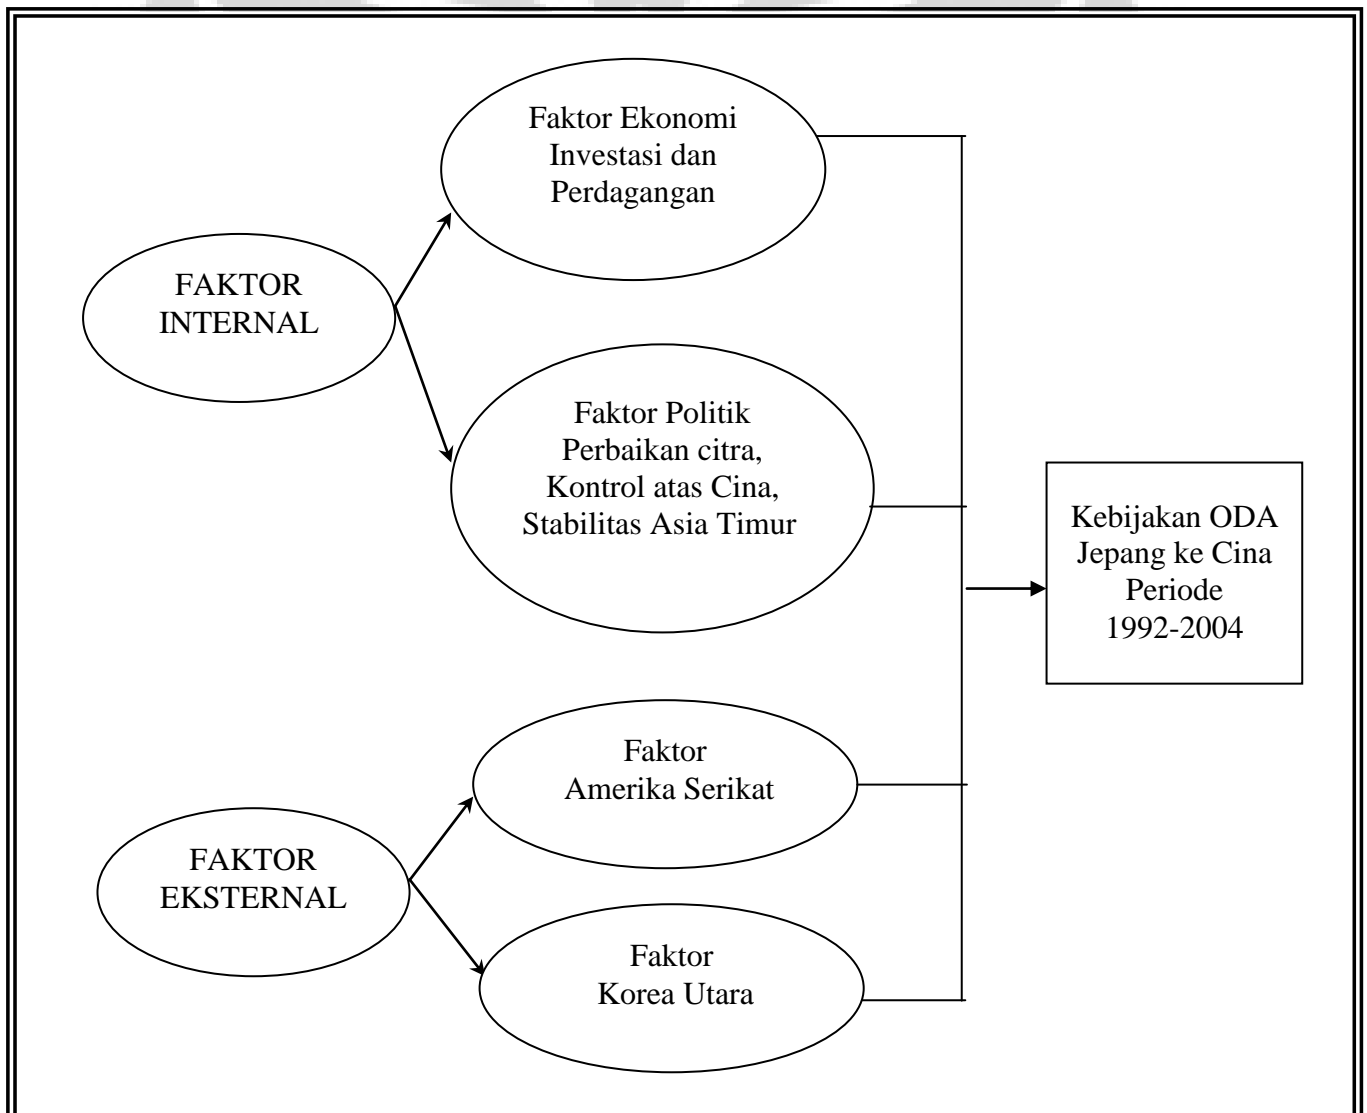 Faktor Ekonomi
Investasi dan
Perdagangan
FAKTOR
INTERNAL
Faktor Politik
Perbaikan citra,
Kontrol atas Cina,
Stabilitas Asia Timur
Kebijakan ODA
Jepang ke Cina
Periode
1992-2004
Faktor
Amerika Serikat
FAKTOR
EKSTERNAL
Faktor
Korea Utara